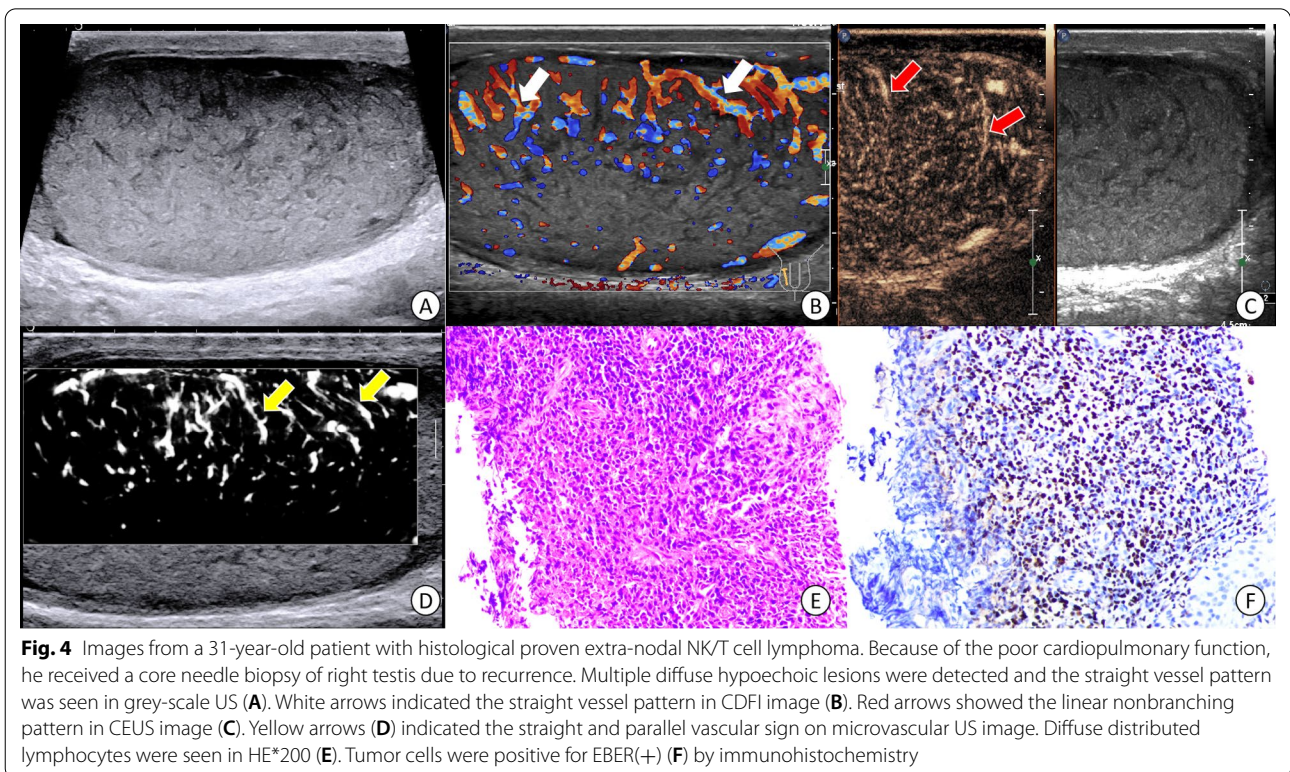 A
B
C
4.5cm
D
E
F
Fig. 4 Images from a 31-year-old patient with histological proven extra-nodal NK/T cell lymphoma. Because of the poor cardiopulmonary function,
he received a core needle biopsy of right testis due to recurrence. Multiple diffuse hypoechoic lesions were detected and the straight vessel pattern
was seen in grey-scale US (A). White arrows indicated the straight vessel pattern in CDFI image (B). Red arrows showed the linear nonbranching
pattern in CEUS image (C). Yellow arrows (D) indicated the straight and parallel vascular sign on microvascular US image. Diffuse distributed
lymphocytes were seen in HE*200 (E). Tumor cells were positive for EBER(+) (F) by immunohistochemistry